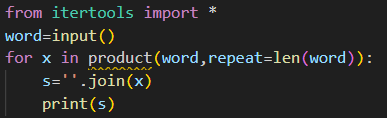 from itertools import *
word=input()
for x in product(word,repeat=len(word)):
    s=''.join(x)
    print(s)